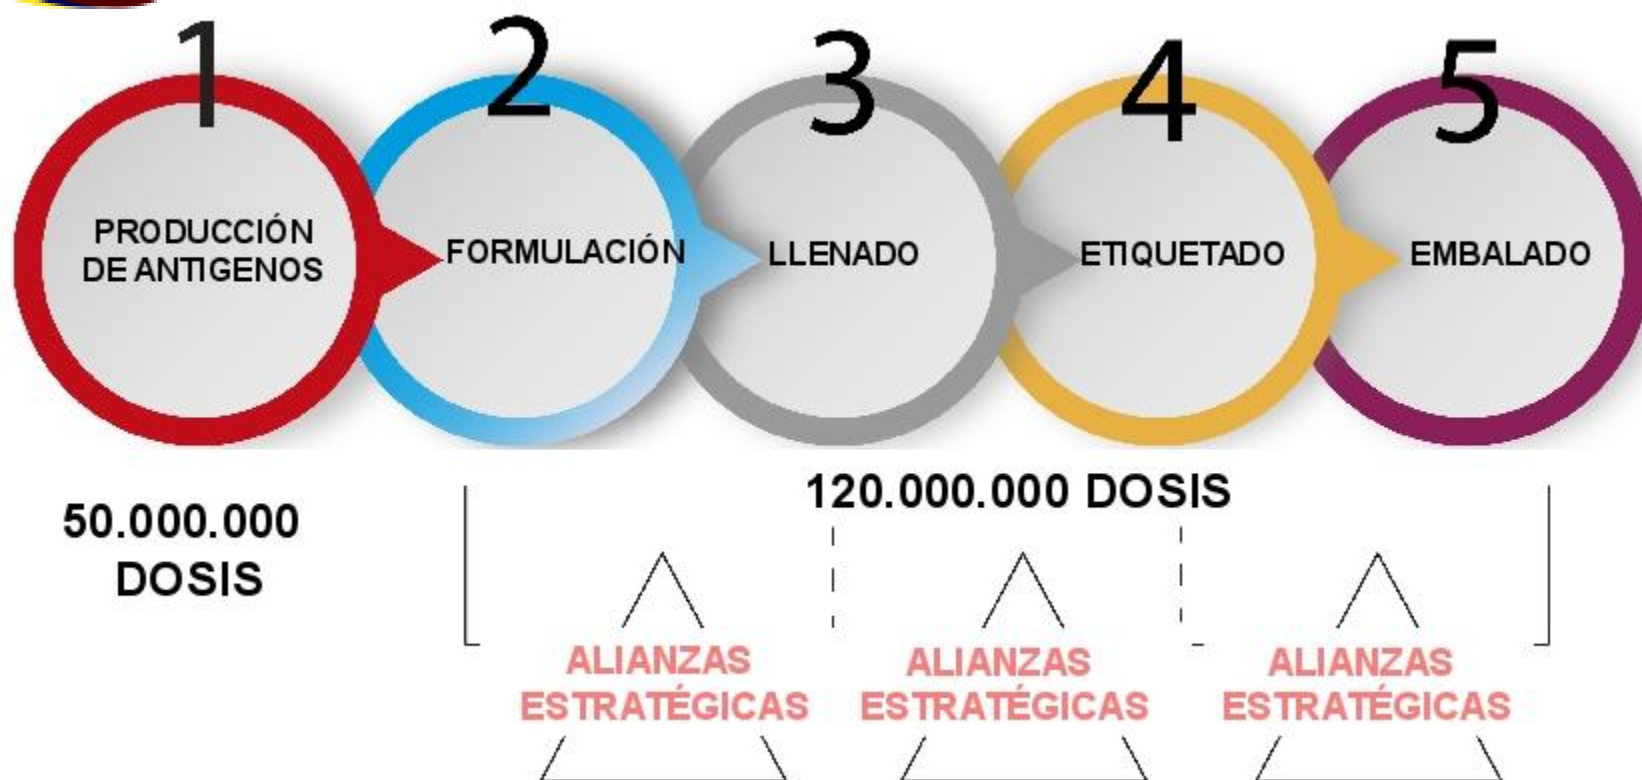 1
2
3
4
5
PRODUCCIÓN
DE ANTIGENOS
FORMULACIÓN
LLENADO
ETIQUETADO
EMBALADO
50.000.000
DOSIS
120.000.000 DOSIS
ALIANZAS
ESTRATÉGICAS
ALIANZAS
ESTRATÉGICAS
ALIANZAS
ESTRATÉGICAS